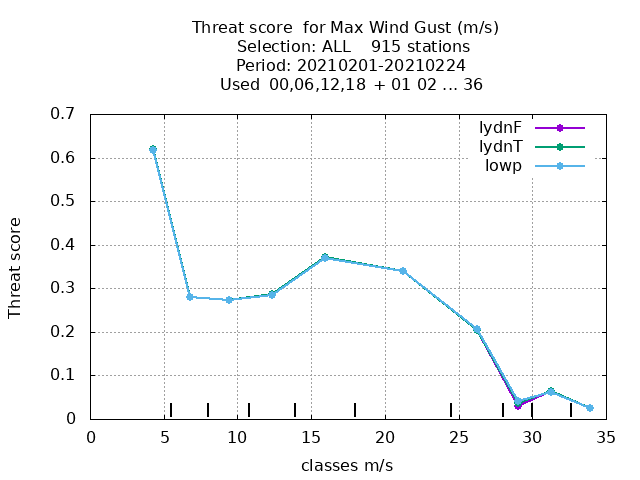 Threat score for Max Wind Gust (m/s)
Selection: ALL 915 stations
Period: 20210201-20210224
Used 00,06,12,18 + 01 02 ... 36
lydnF
lydnT
lowp
0.7
0.6
0.5
0.4
0.3
0.2
0.1
0
Threat score
0 5 10 15 20 25 30 35
classes m/s